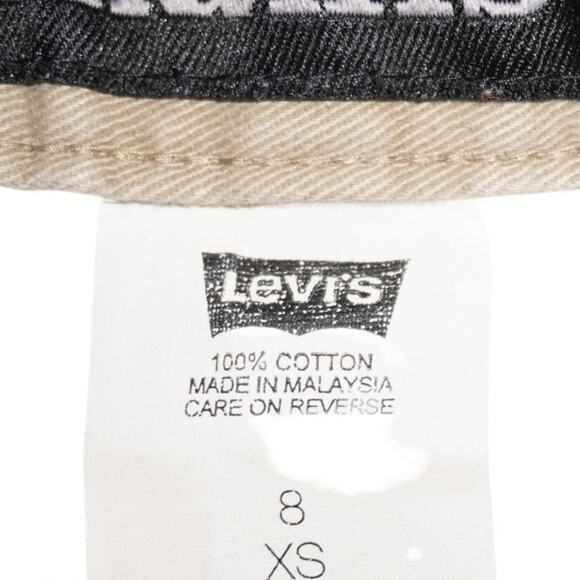 Levi's
100% COTTON
MADE IN MALAYSIA
CARE ON REVERSE
8
XS